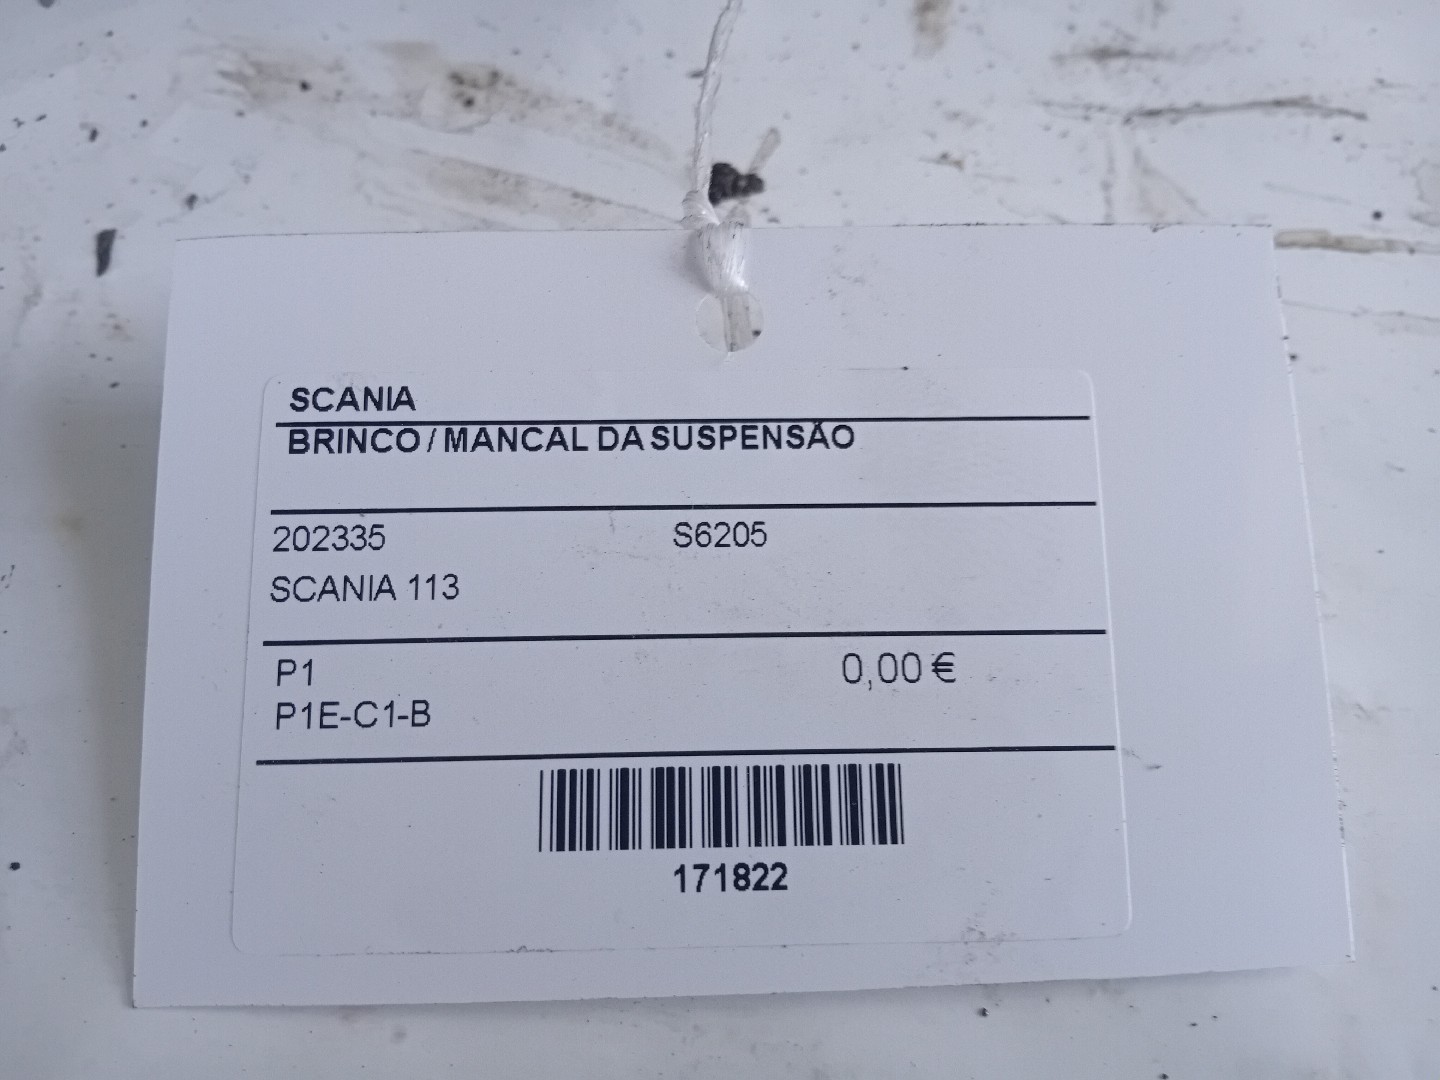 SCANIA
BRINCO / MANCAL DA SUSPENSÃO
202335 S6205
SCANIA 113
P1 0,00 €
P1E-C1-B
171822